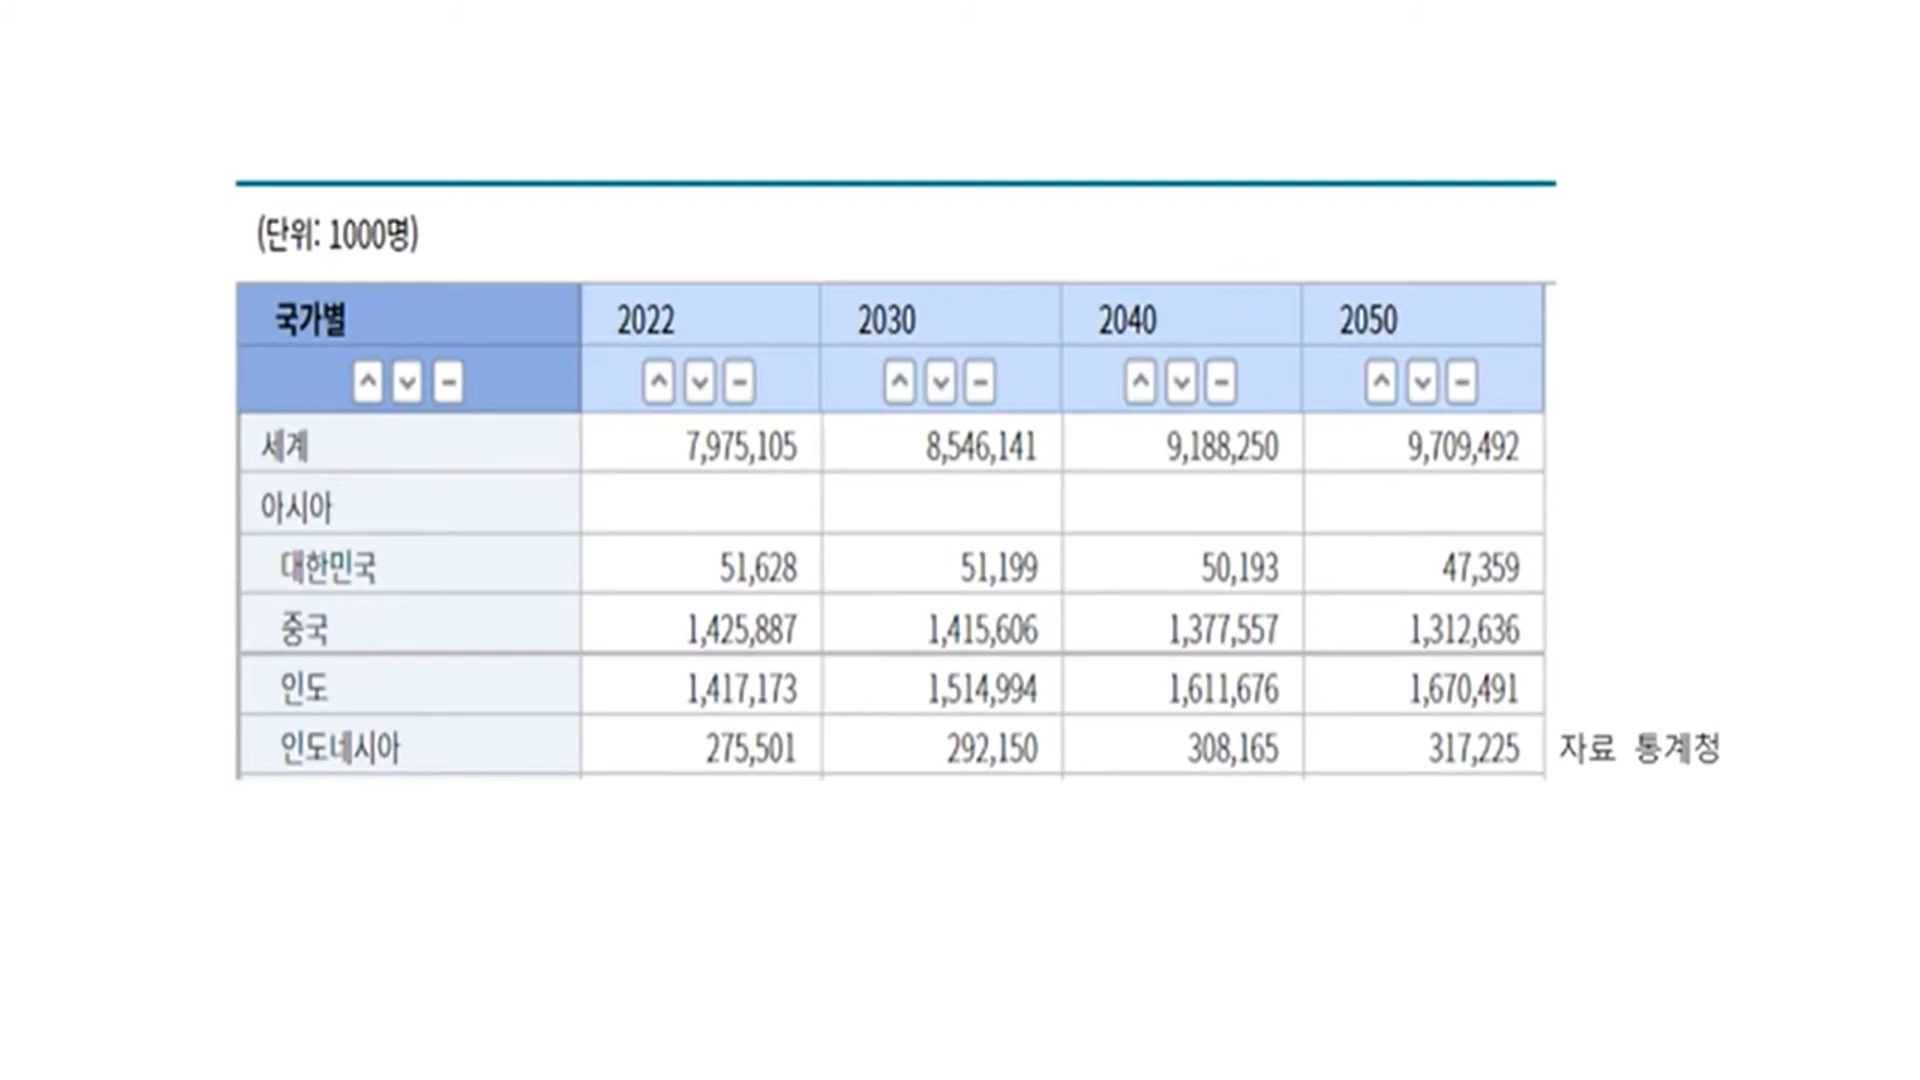 (단위: 1000명)
국가별 2022 2030 2040 2050
세계 7,975,105 8,546,141 9,188,250 9,709,492
아시아
대한민국 51,628 51,199 50,193 47,359
중국 1,425,887 1,415,606 1,377,557 1,312,636
인도 1,417,173 1,514,994 1,611,676 1,670,491
인도네시아 275,501 292,150 308,165 317,225 자료 통계청